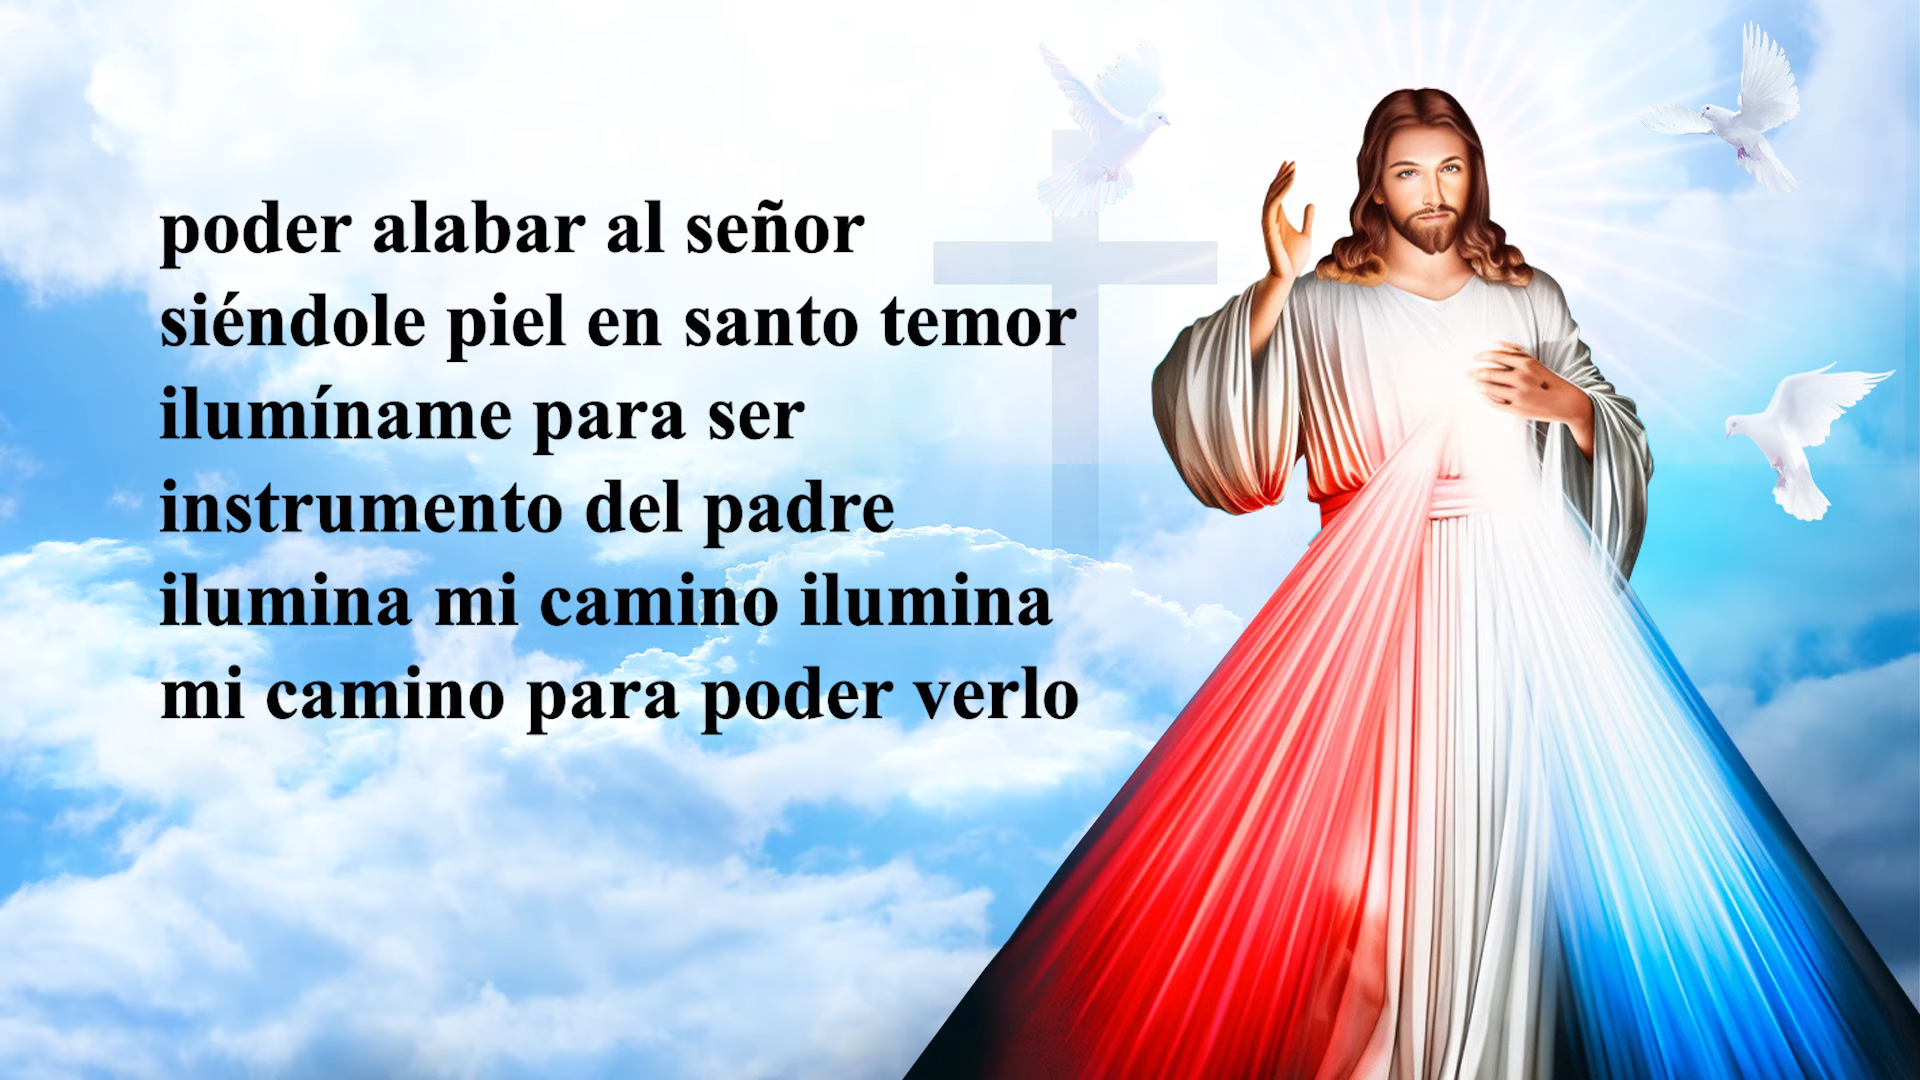 poder alabar al señor
siéndole piel en santo temor
ilumíname para ser
instrumento del padre
ilumina mi camino ilumina
mi camino para poder verlo